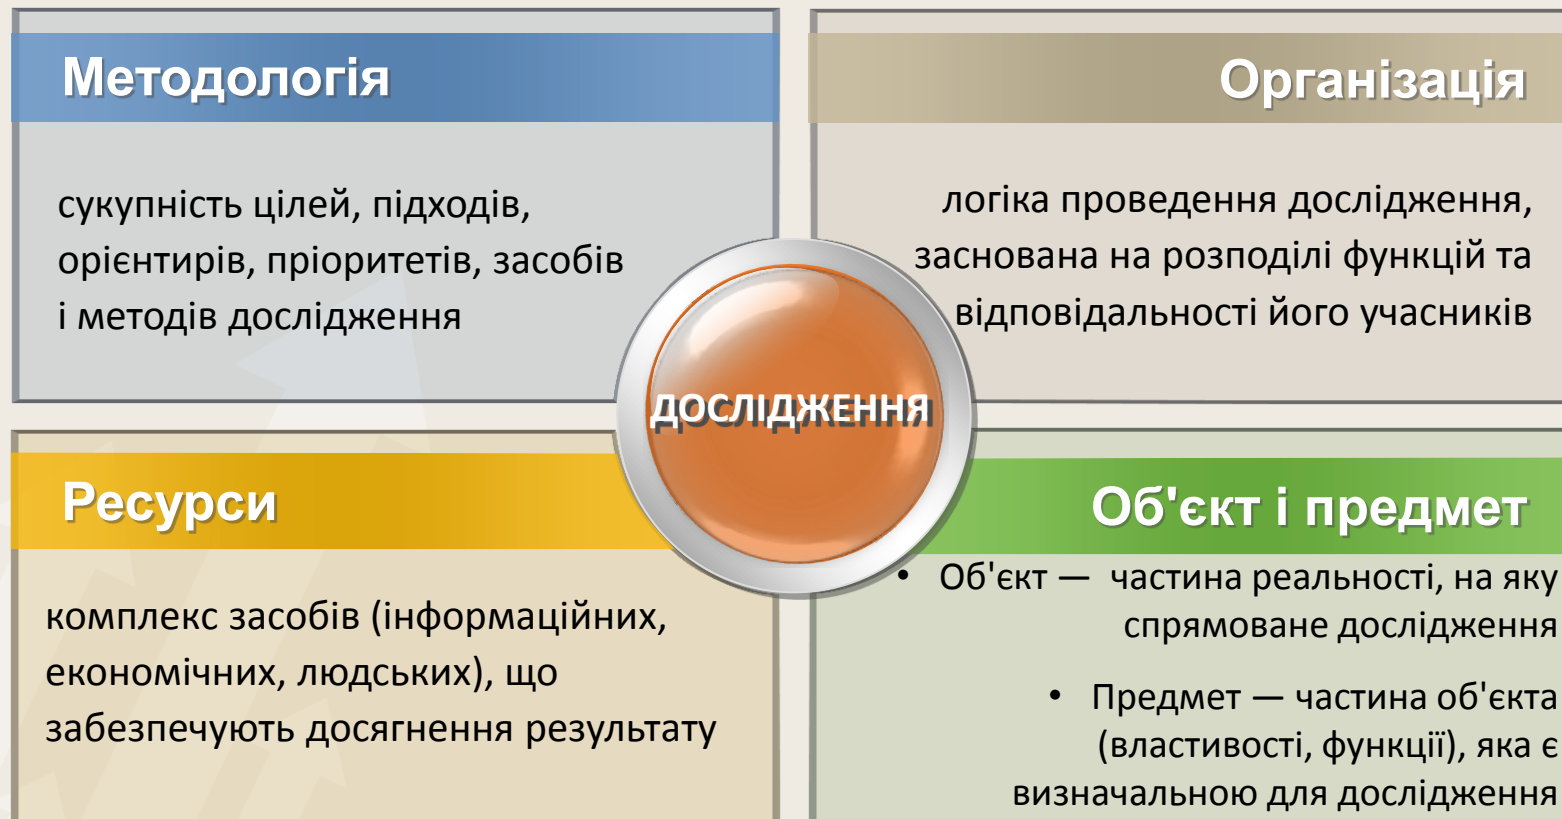 Методологія
сукупність цілей, підходів,
орієнтирів, пріоритетів, засобів
і методів дослідження
Організація
логіка проведення дослідження,
заснована на розподілі функцій та
відповідальності його учасників
ДОСЛІДЖЕННЯ
Ресурси
комплекс засобів (інформаційних,
економічних, людських), що
забезпечують досягнення результату
Об'єкт і предмет
• Об'єкт — частина реальності, на яку
спрямоване дослідження
• Предмет — частина об'єкта
(властивості, функції), яка є
визначальною для дослідження